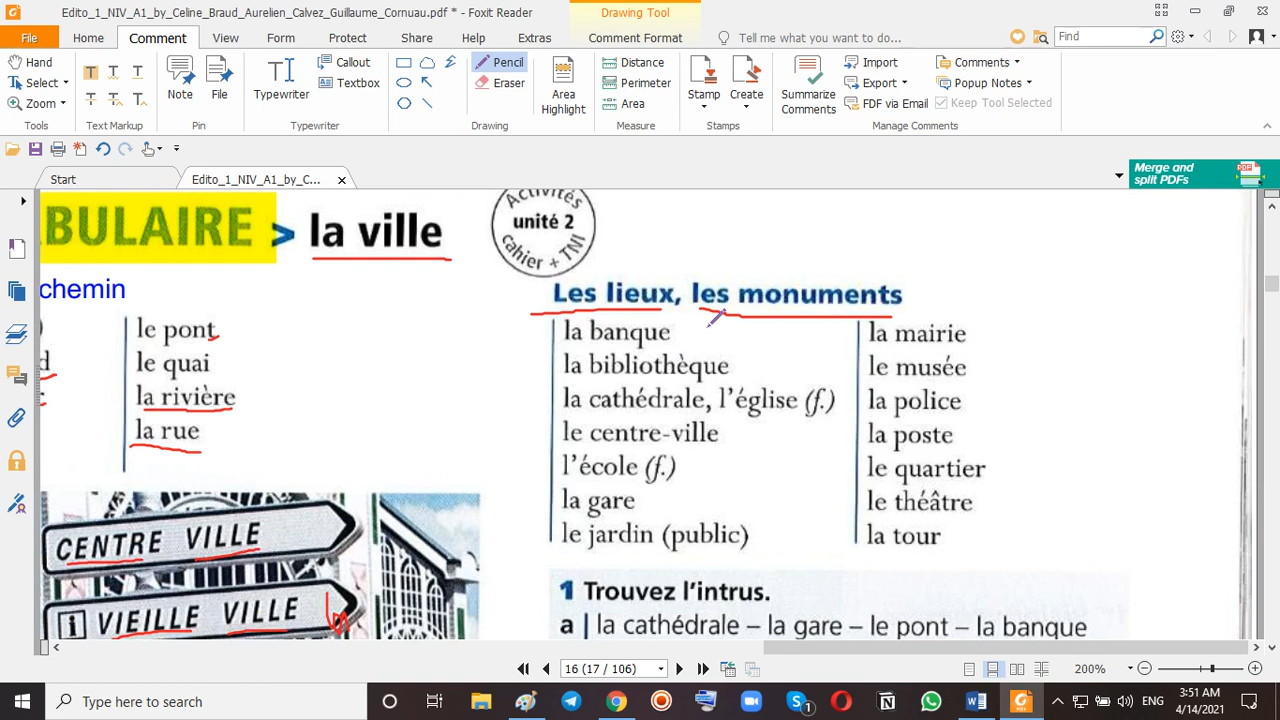 Edito_1_NIV_A1_by_Celine_Braud_Aurelien_Calvez_Guillaume_Cornuau.pdf * - Foxit Reader
Drawing Tool
File Home Comment View Form Protect Share Help Extras Comment Format Tell me what you want to do... Find
Hand
Select
Zoom
Tools
Text Markup
Note
File
Pin
Typewriter
Callout
Textbox
Typewriter
Pencil
Eraser
Area Highlight
Drawing
Distance
Perimeter
Area
Measure
Stamp
Create
Stamps
Summarize Comments
Import
Export
FDF via Email
Comments
Popup Notes
Keep Tool Selected
Manage Comments
Start
Edito_1_NIV_A1_by_C...
Merge and
split PDFs
PDF
BULAIRE > la ville
Activités
unité 2
cahier + TNI
chemin
le pont
le quai
la rivière
la rue
CENTRE VILLE
i VIEILLE VILLE
Les lieux, les monuments
la banque
la bibliothèque
la cathédrale, l'église (f.)
le centre-ville
l'école (f.)
la gare
le jardin (public)
la mairie
le musée
la police
la poste
le quartier
le théâtre
la tour
1 Trouvez l'intrus.
a | la cathédrale – la gare – le pont – la banque
16 (17 / 106)
200%
Type here to search
ENG
3:51 AM
4/14/2021